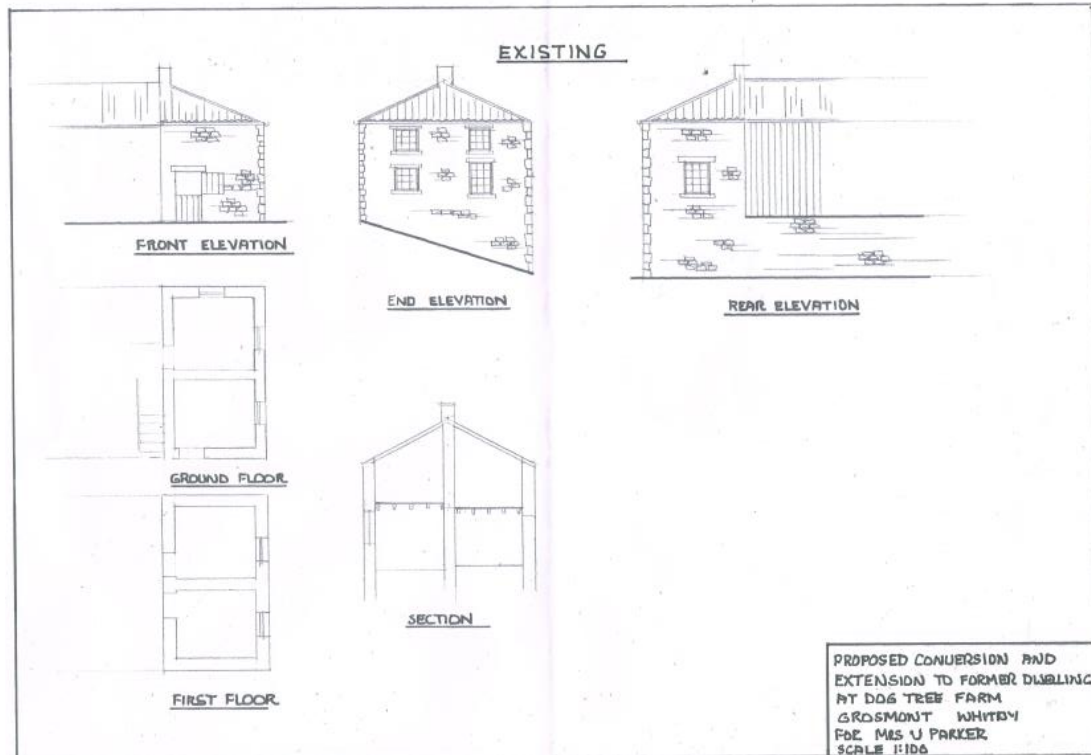 EXISTING
FRONT ELEVATION
END ELEVATION
REAR ELEVATION
GROUND FLOOR
SECTION
FIRST FLOOR
PROPOSED CONVERSION AND
EXTENSION TO FORMER DWELLING
AT DOG TREE FARM
GROSMONT WHITBY
FOR MRS V PARKER
SCALE 1:100